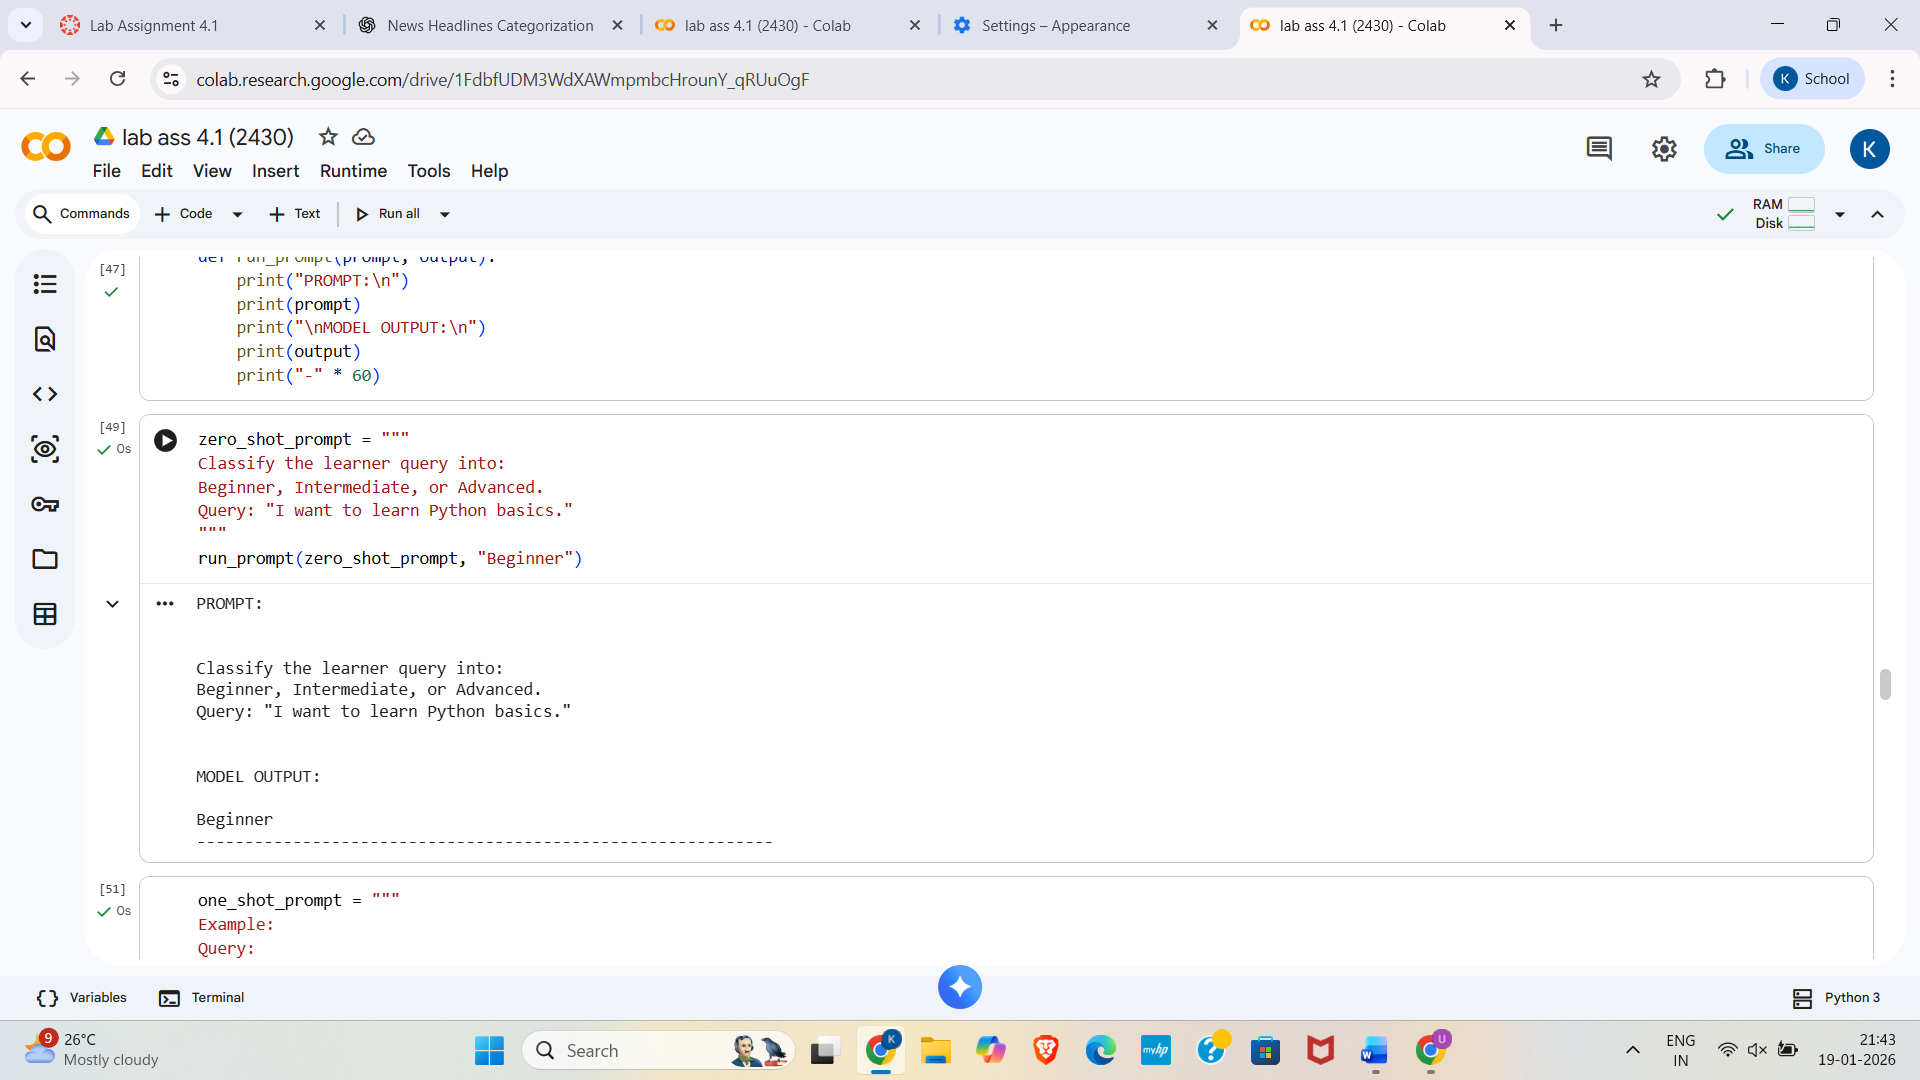 Lab Assignment 4.1
News Headlines Categorization
lab ass 4.1 (2430) - Colab
Settings – Appearance
lab ass 4.1 (2430) - Colab
colab.research.google.com/drive/1FdbfUDM3WdXAWmpmbcHrounY_qRUuOgF
K School
lab ass 4.1 (2430)
File Edit View Insert Runtime Tools Help
Share
K
Commands + Code + Text Run all
RAM
Disk
[47]
def run_prompt(prompt, output):
print("PROMPT:\n")
print(prompt)
print("\nMODEL OUTPUT:\n")
print(output)
print("-" * 60)
[49]
0s
zero_shot_prompt = """
Classify the learner query into:
Beginner, Intermediate, or Advanced.
Query: "I want to learn Python basics."
"""
run_prompt(zero_shot_prompt, "Beginner")
PROMPT:
Classify the learner query into:
Beginner, Intermediate, or Advanced.
Query: "I want to learn Python basics."
MODEL OUTPUT:
Beginner
------------------------------------------------------------
[51]
0s
one_shot_prompt = """
Example:
Query:
Variables Terminal
Python 3
9
26°C
Mostly cloudy
Search
K
myhp
W
U
ENG
IN
21:43
19-01-2026